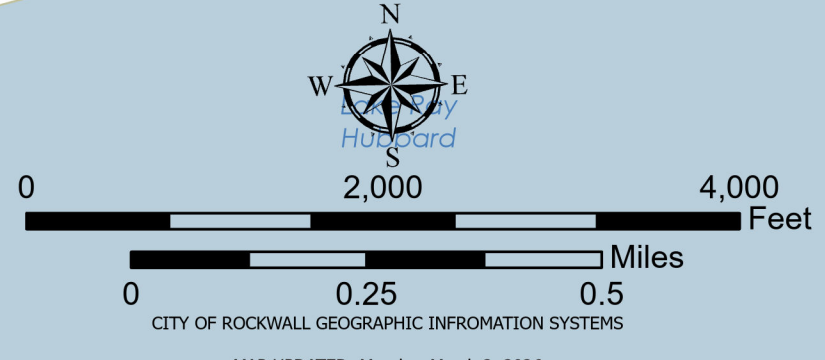 N
W E
Lake Ray
Hubbard
S
0 2,000 4,000
Feet
Miles
0 0.25 0.5
CITY OF ROCKWALL GEOGRAPHIC INFROMATION SYSTEMS